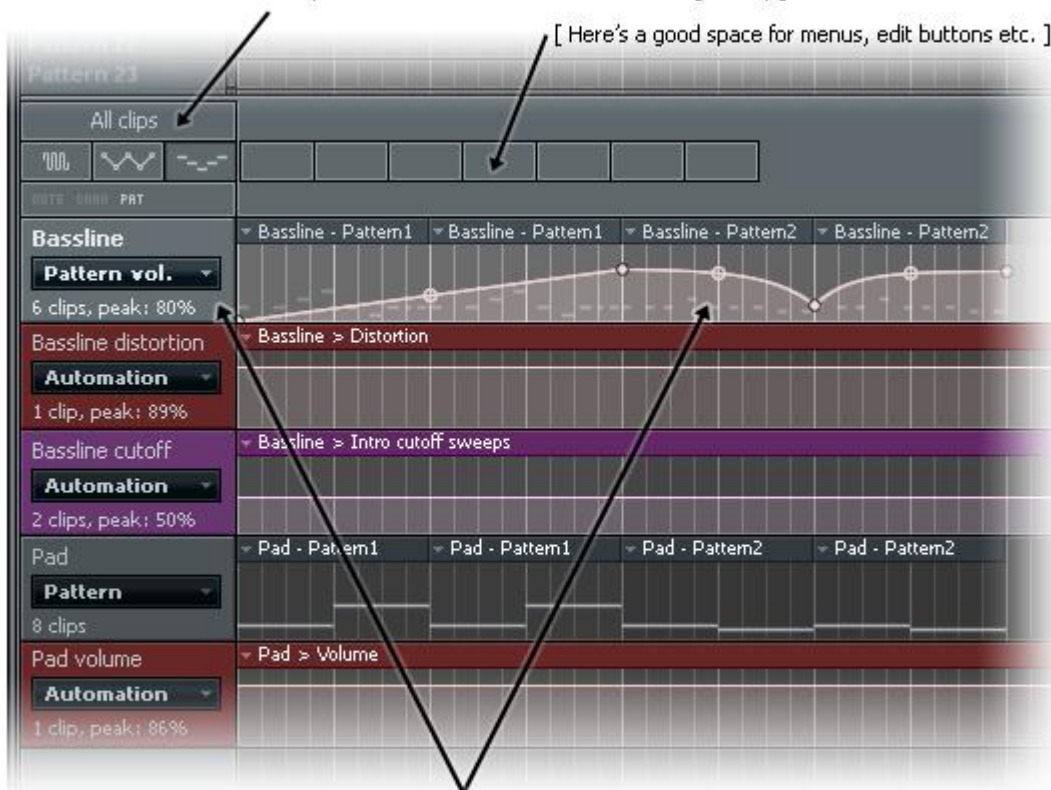 [ Here's a good space for menus, edit buttons etc. ]
Pattern 23
All clips
NOTE CHAN PAT
Bassline
Pattern vol.
6 clips, peak: 80%
Bassline - Pattern1
Bassline - Pattern1
Bassline - Pattern2
Bassline - Pattern2
Bassline distortion
Automation
1 clip, peak: 89%
Bassline > Distortion
Bassline cutoff
Automation
2 clips, peak: 50%
Bassline > Intro cutoff sweeps
Pad
Pattern
8 clips
Pad - Pattern1
Pad - Pattern1
Pad - Pattern2
Pad - Pattern2
Pad volume
Automation
1 clip, peak: 86%
Pad > Volume